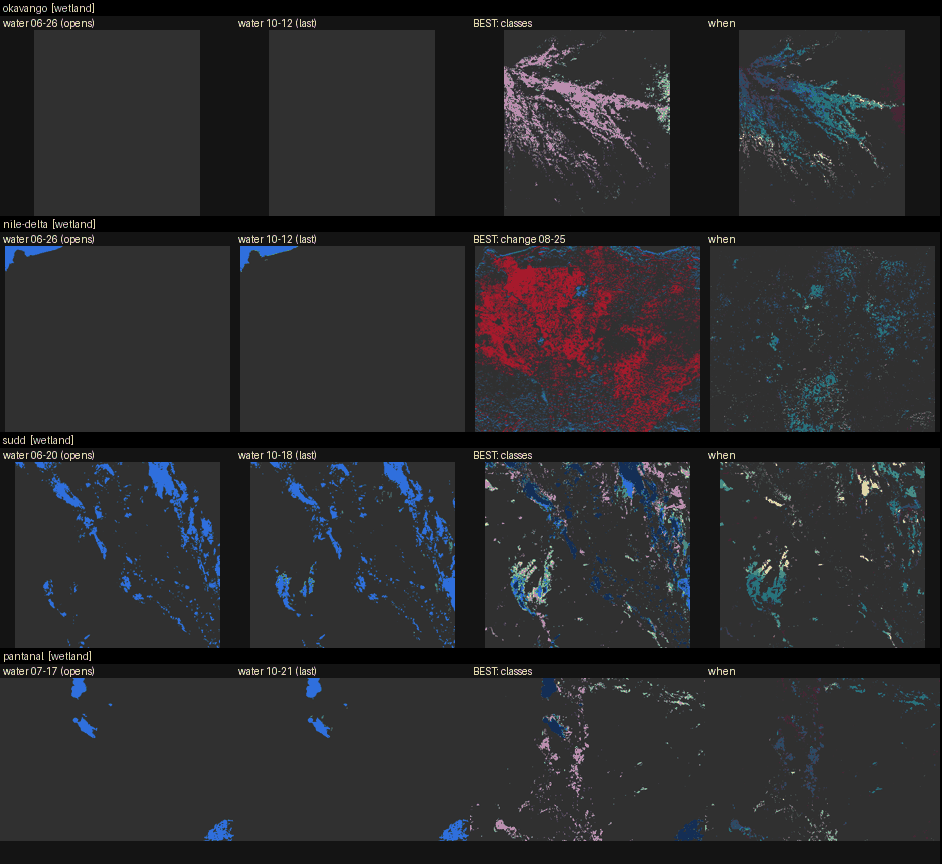 okavango [wetland]
water 06-26 (opens) water 10-12 (last) BEST: classes when
nile-delta [wetland]
water 06-26 (opens) water 10-12 (last) BEST: change 08-25 when
sudd [wetland]
water 06-20 (opens) water 10-18 (last) BEST: classes when
pantanal [wetland]
water 07-17 (opens) water 10-21 (last) BEST: classes when